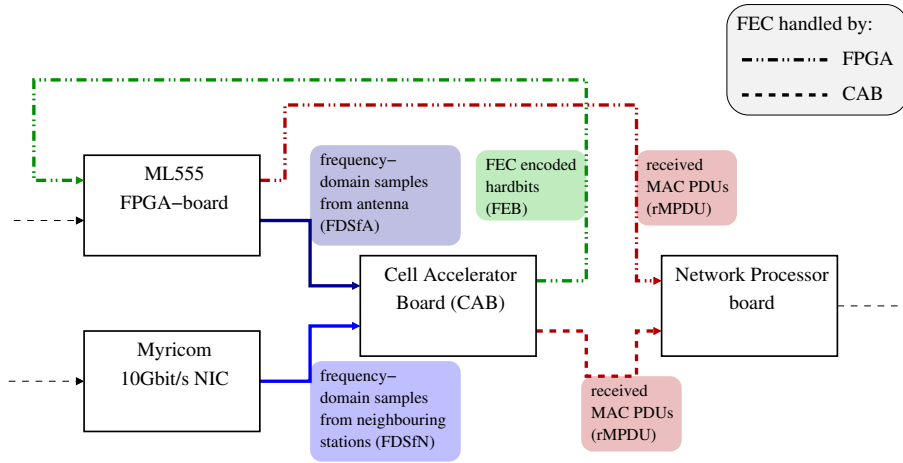 FEC handled by:
FPGA
CAB
ML555
FPGA−board
frequency−
domain samples
from antenna
(FDSfA)
FEC encoded
hardbits
(FEB)
received
MAC PDUs
(rMPDU)
Cell Accelerator
Board (CAB)
Network Processor
board
Myricom
10Gbit/s NIC
frequency−
domain samples
from neighbouring
stations (FDSfN)
received
MAC PDUs
(rMPDU)